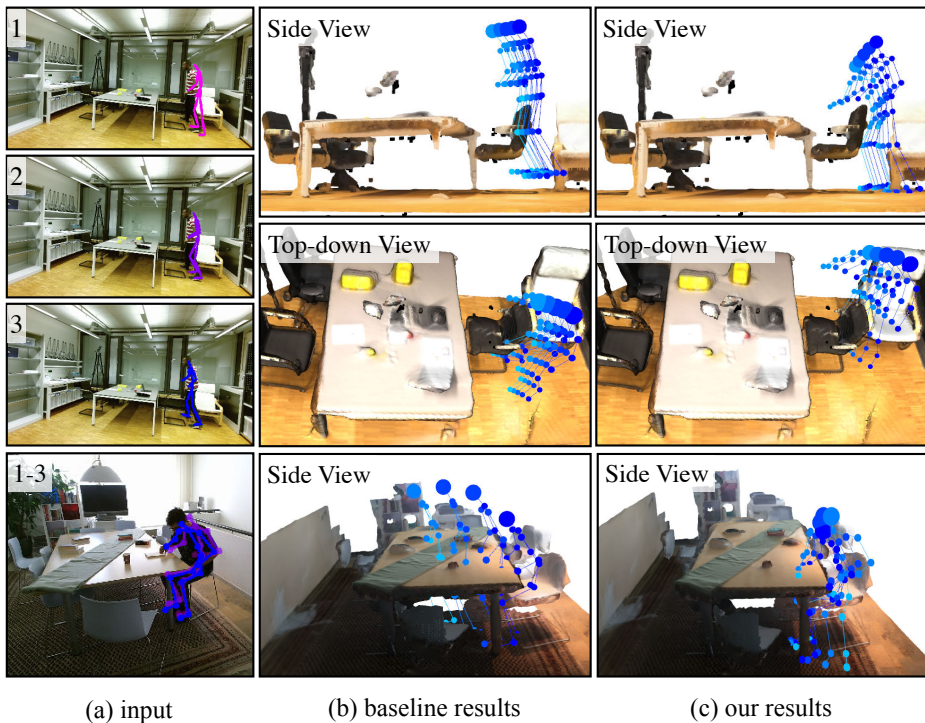 1
Side View
Side View
2
Top-down View
Top-down View
3
1-3
Side View
Side View
(a) input
(b) baseline results
(c) our results